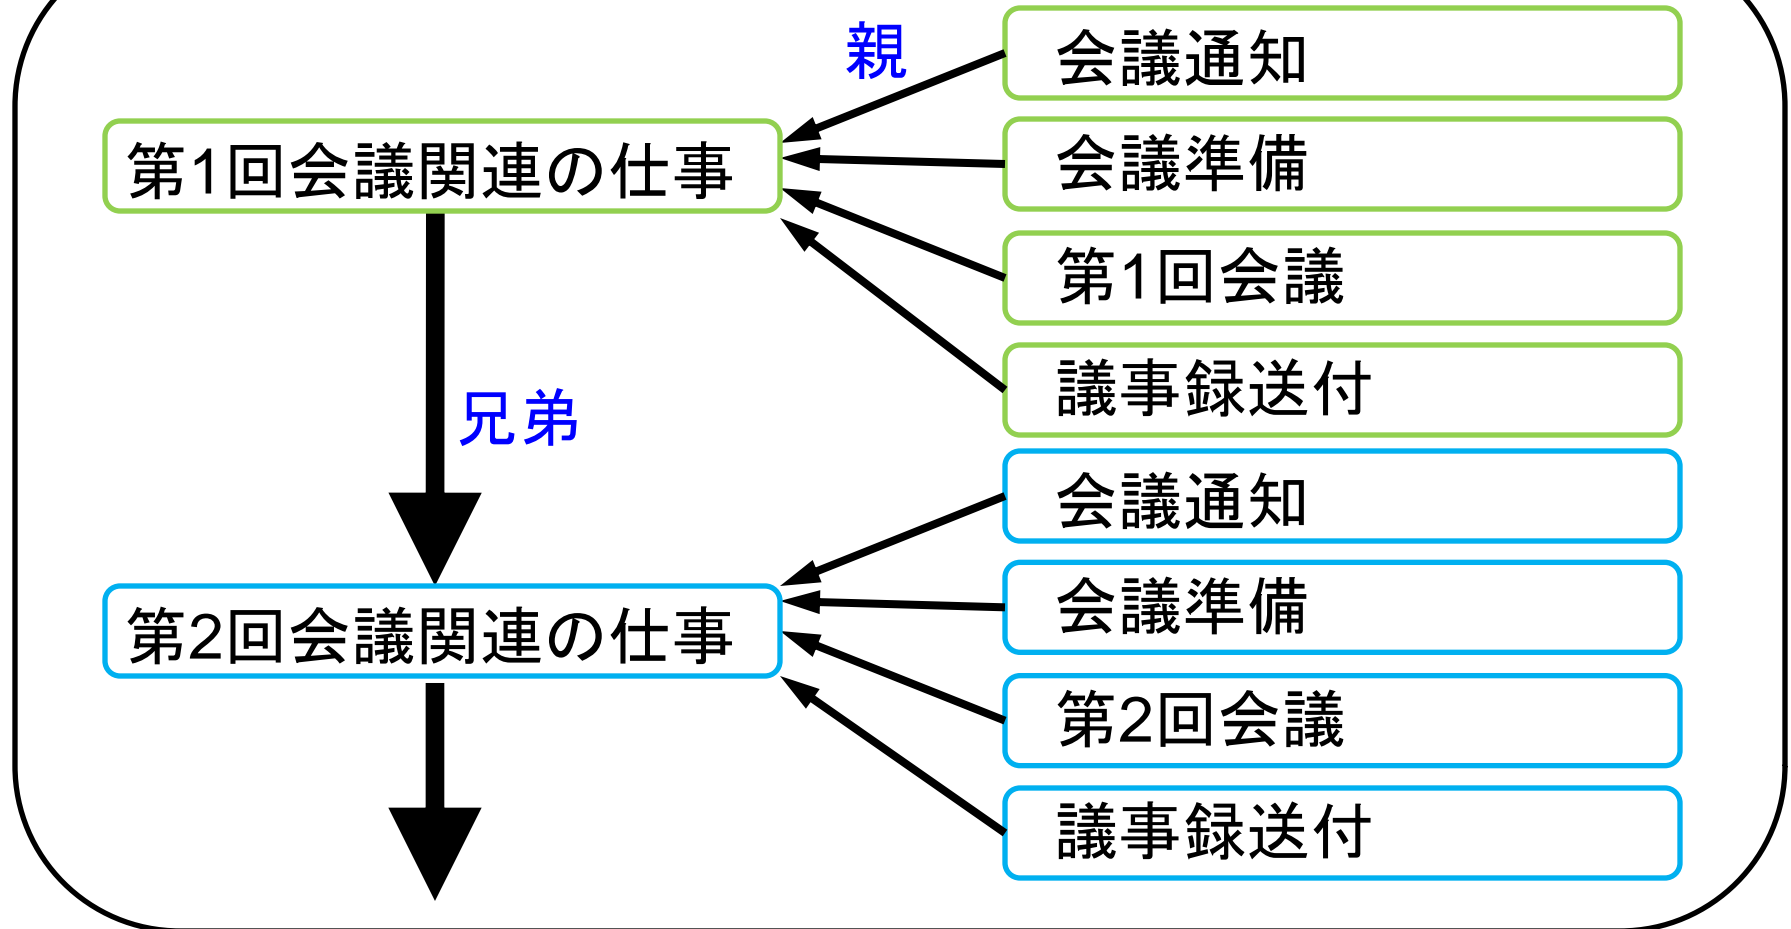 親
会議通知
第1回会議関連の仕事
会議準備
第1回会議
議事録送付
兄弟
会議通知
第2回会議関連の仕事
会議準備
第2回会議
議事録送付